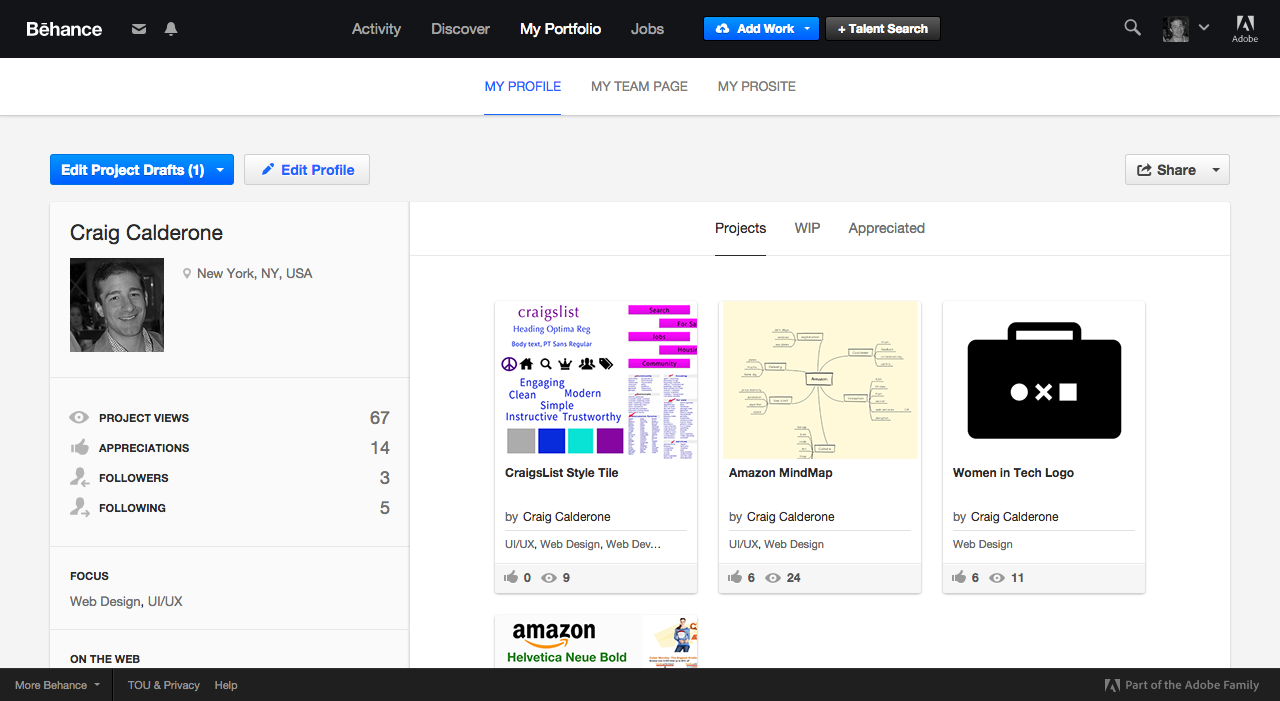 Bēhance
Activity
Discover
My Portfolio
Jobs
Add Work
+ Talent Search
Adobe
MY PROFILE
MY TEAM PAGE
MY PROSITE
Edit Project Drafts (1)
Edit Profile
Share
Craig Calderone
New York, NY, USA
PROJECT VIEWS 67
APPRECIATIONS 14
FOLLOWERS 3
FOLLOWING 5
FOCUS
Web Design, UI/UX
ON THE WEB
Projects
WIP
Appreciated
craigslist
Heading Optima Reg
Body text, PT Sans Regular
Engaging
Clean
Modern
Simple
Instructive Trustworthy
Search
For Sa
Jobs
Housin
Community
CraigsList Style Tile
by Craig Calderone
UI/UX, Web Design, Web Dev…
0 9
Amazon
Amazon MindMap
by Craig Calderone
UI/UX, Web Design
6 24
Women in Tech Logo
by Craig Calderone
Web Design
6 11
amazon
Helvetica Neue Bold
More Behance
TOU & Privacy
Help
Part of the Adobe Family